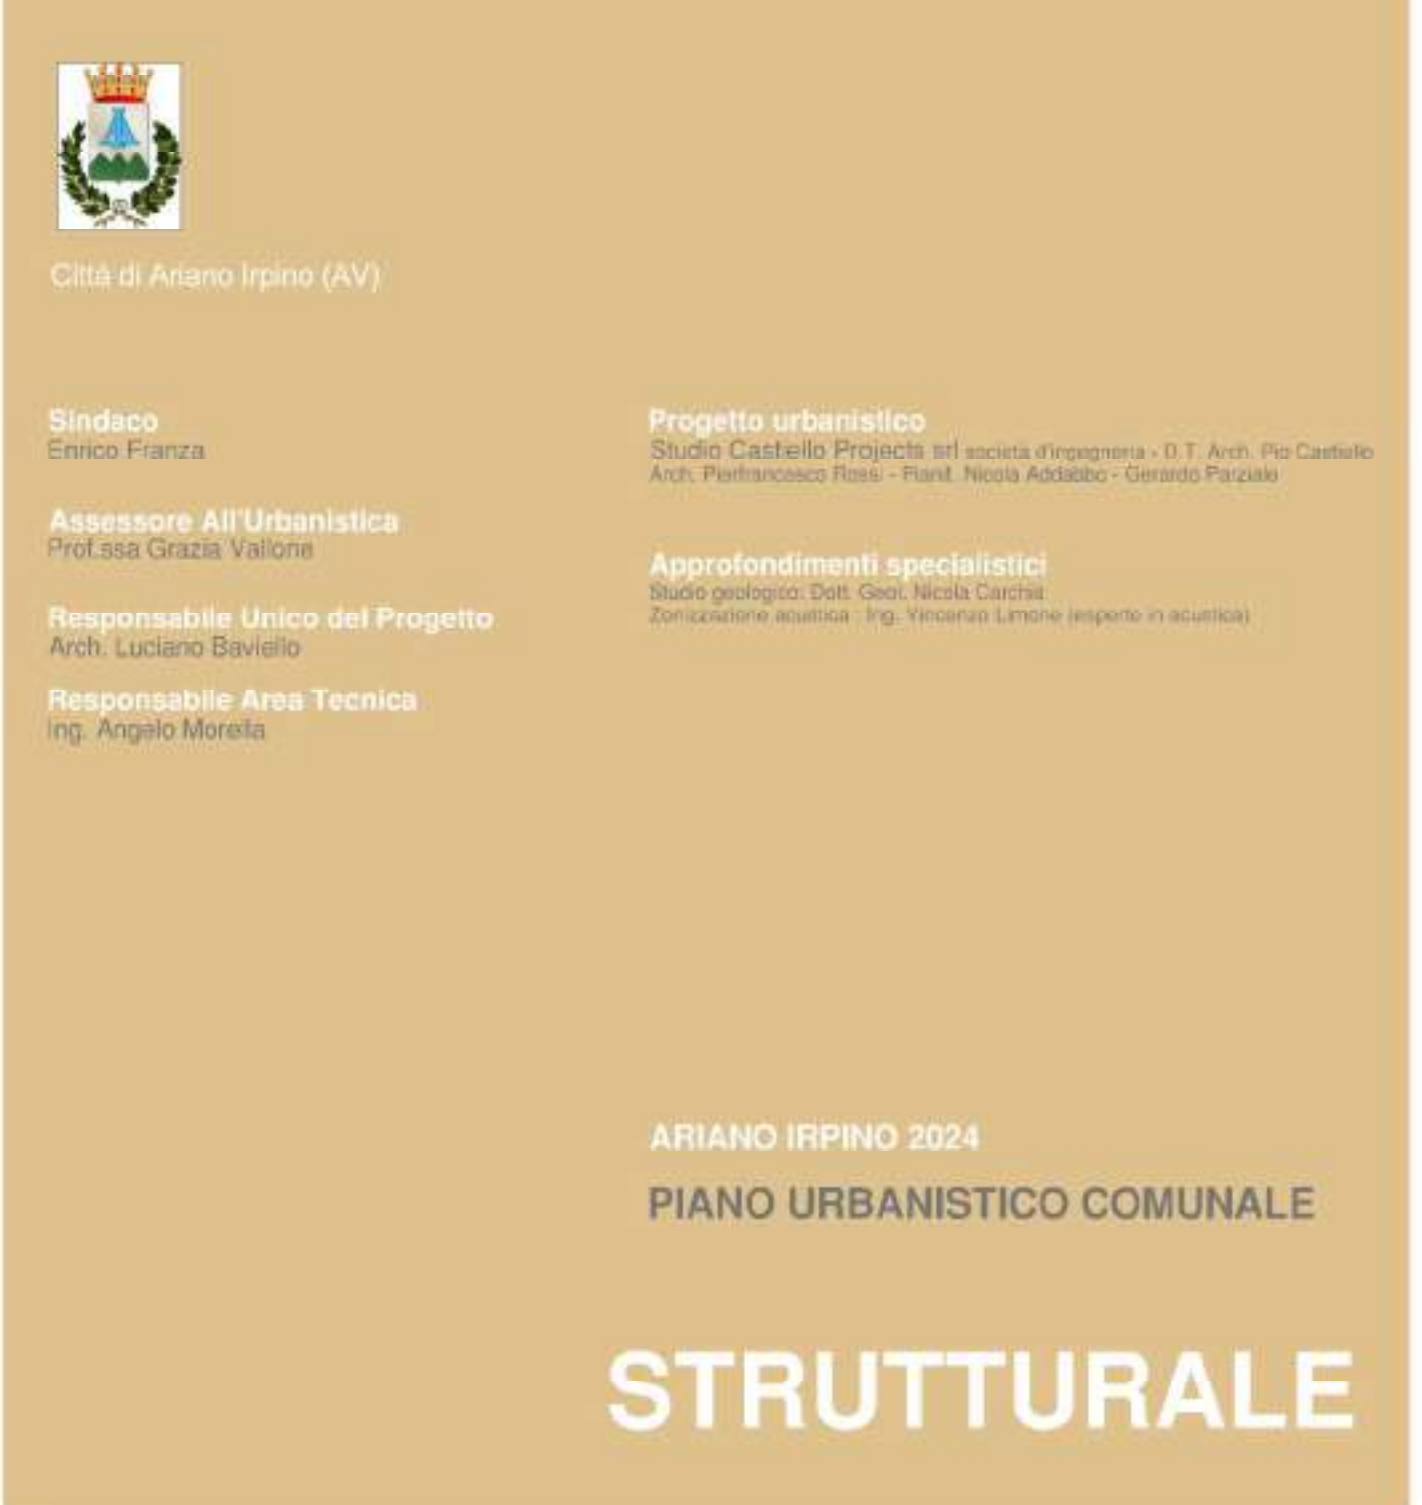 Città di Ariano Irpino (AV)
Sindaco
Enrico Franza
Assessore All'Urbanistica
Prof.ssa Grazia Vallone
Responsabile Unico del Progetto
Arch. Luciano Baviello
Responsabile Area Tecnica
Ing. Angelo Morella
Progetto urbanistico
Studio Castiello Projects srl società d'ingegneria - D.T. Arch. Pio Castiello
Arch. Pierfrancesco Rossi - Pianif. Nicola Addabbo - Gerardo Parziale
Approfondimenti specialistici
Studio geologico: Dott. Geol. Nicola Carchia
Zonizzazione acustica : Ing. Vincenzo Limone (esperto in acustica)
ARIANO IRPINO 2024
PIANO URBANISTICO COMUNALE
STRUTTURALE